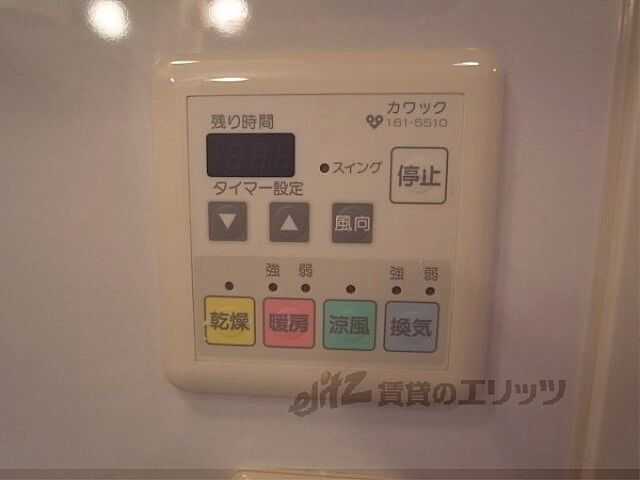 カワック
161-5510
残り時間
スイング
停止
タイマー設定
▼
▲
風向
強 弱
強 弱
乾燥
暖房
涼風
換気
elitz 賃貸のエリッツ